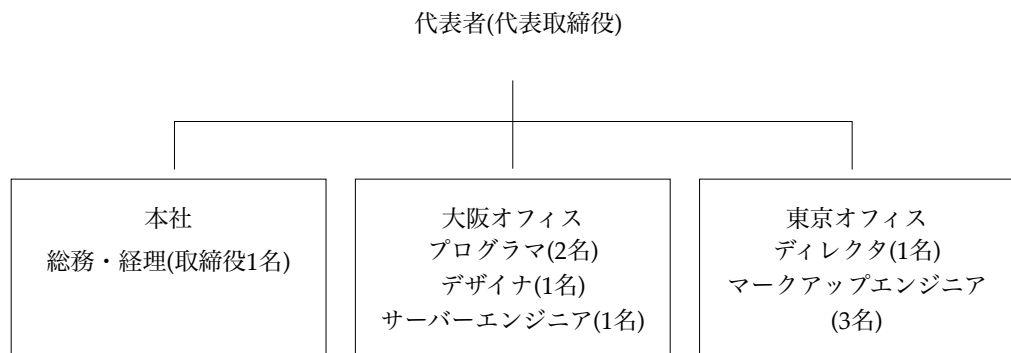 代表者(代表取締役)
本社
総務・経理(取締役1名)
大阪オフィス
プログラマ(2名)
デザイナ(1名)
サーバーエンジニア(1名)
東京オフィス
ディレクタ(1名)
マークアップエンジニア
(3名)